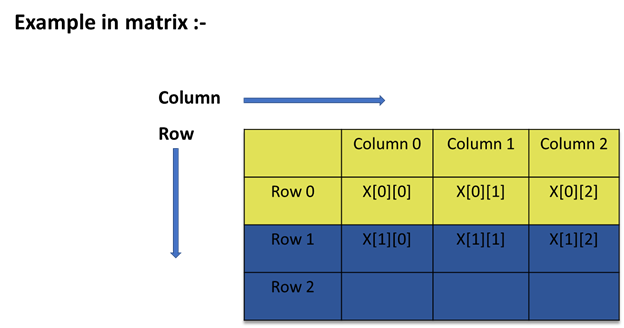 Example in matrix :-
Column
Row
Column 0 Column 1 Column 2
Row 0 X[0][0] X[0][1] X[0][2]
Row 1 X[1][0] X[1][1] X[1][2]
Row 2